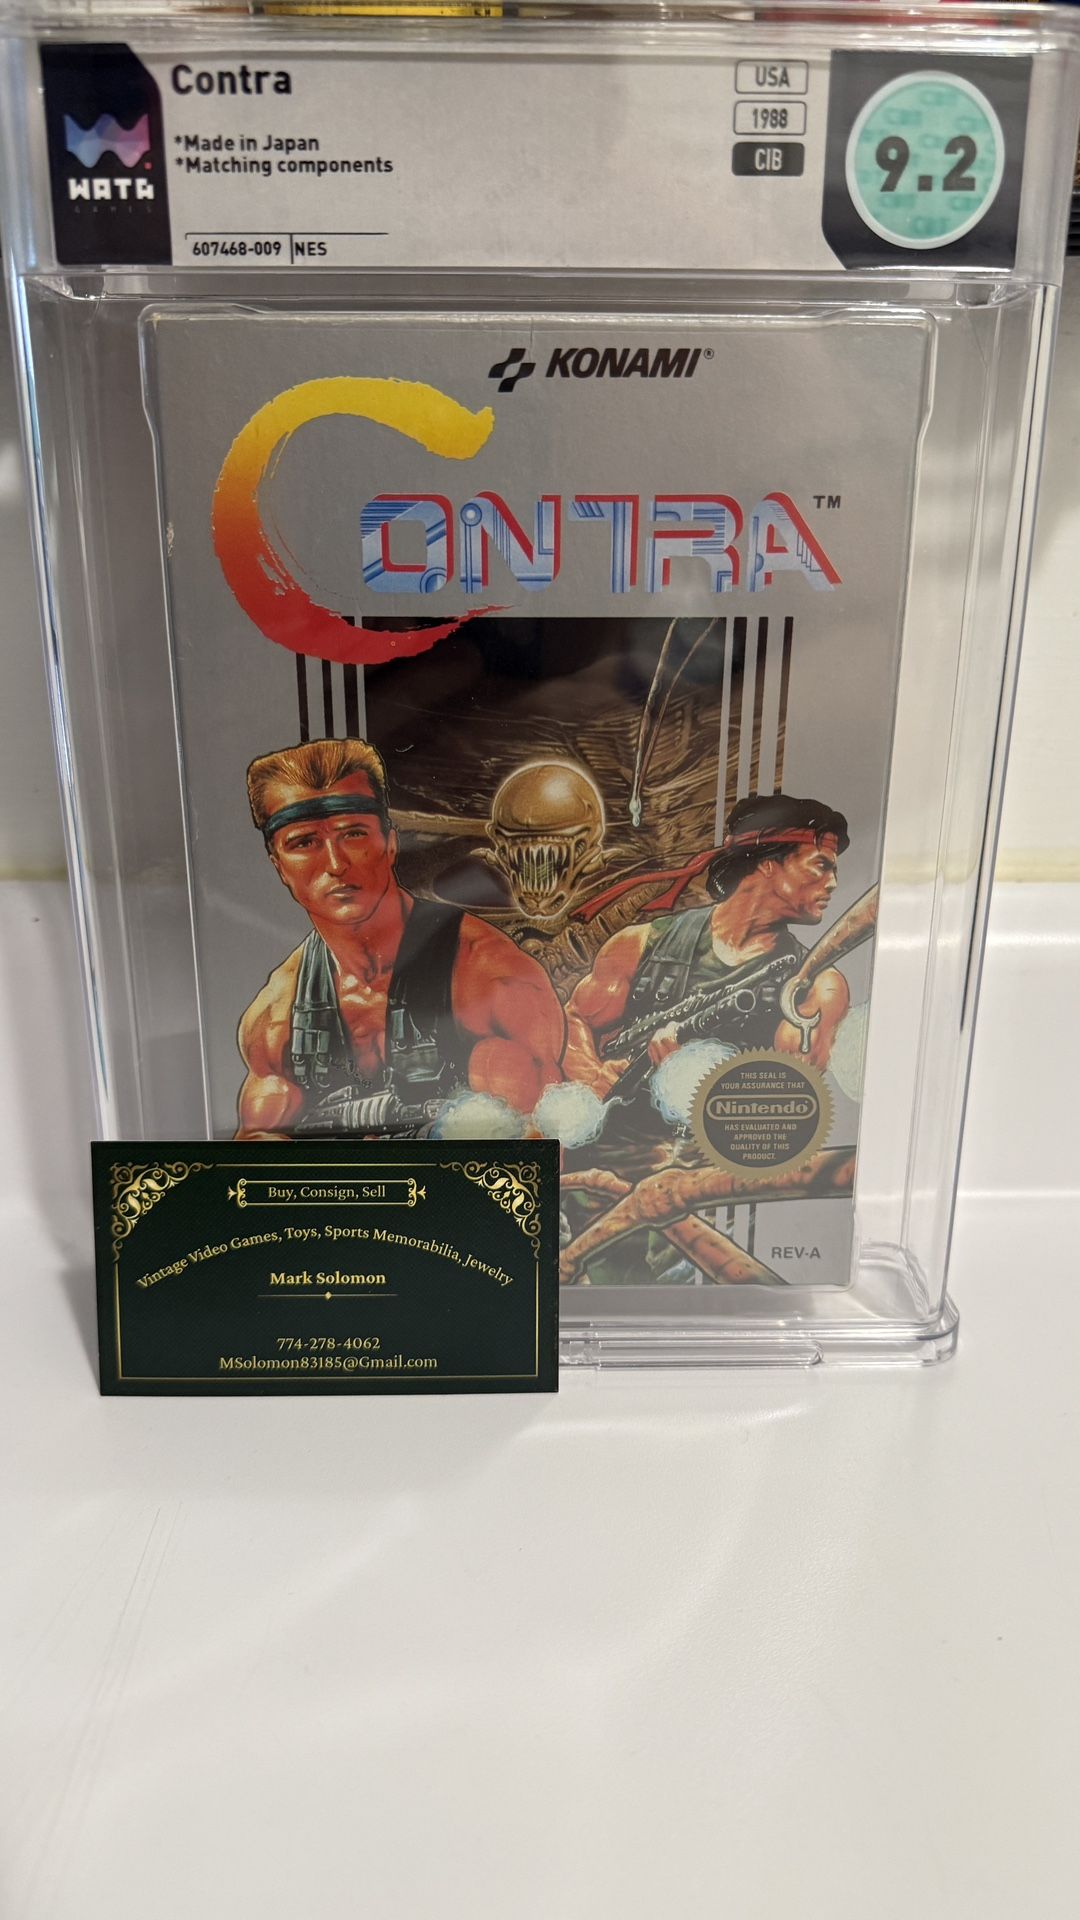 Contra
*Made in Japan
*Matching components
607468-009 NES
WATA
GAMES
USA
1988
CIB
9.2
KONAMI®
CONTRA™
THIS SEAL IS
YOUR ASSURANCE THAT
Nintendo®
HAS EVALUATED AND
APPROVED THE
QUALITY OF THIS
PRODUCT.
REV-A
Buy, Consign, Sell
Vintage Video Games, Toys, Sports Memorabilia, Jewelry
Mark Solomon
774-278-4062
MSolomon83185@Gmail.com